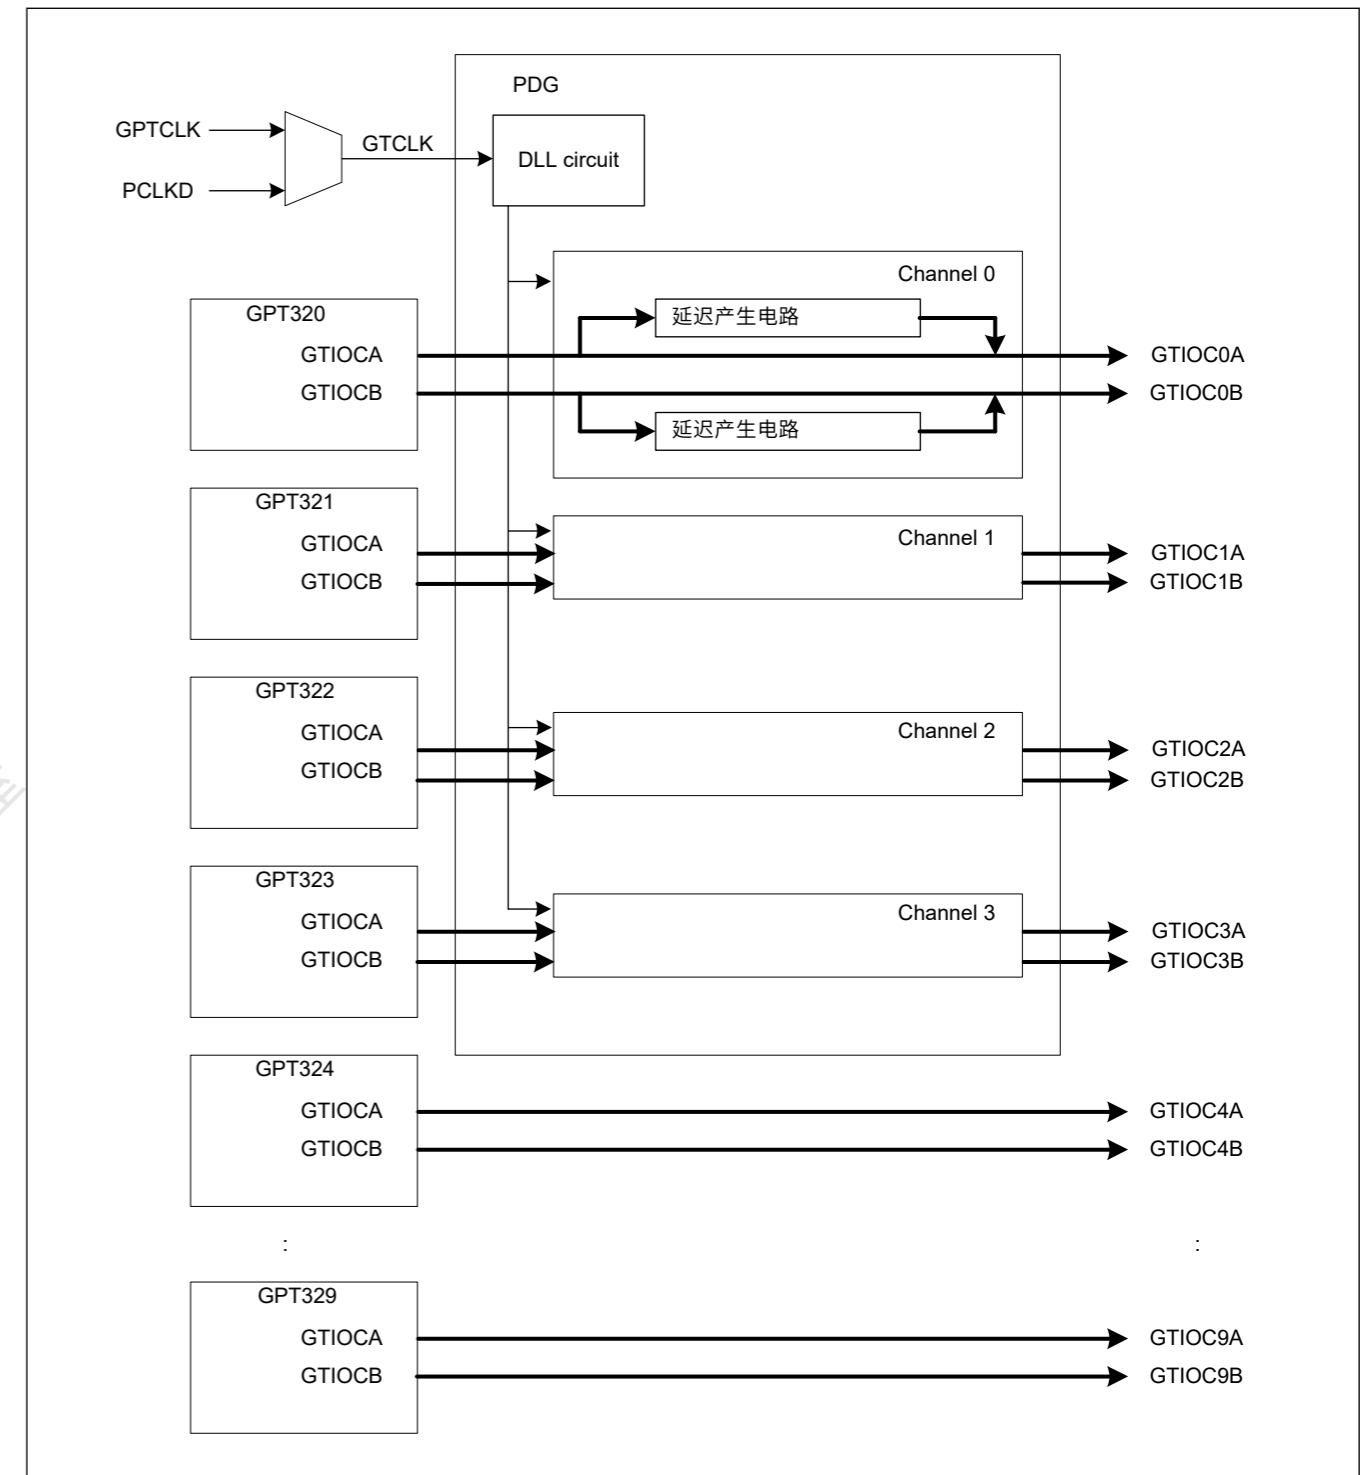 PDG
GPTCLK
GTCLK
DLL circuit
PCLKD
Channel 0
GPT320
延迟产生电路
GTIOCA
GTIOC0A
GTIOCB
GTIOC0B
延迟产生电路
GPT321
GTIOCA
Channel 1
GTIOC1A
GTIOCB
GTIOC1B
GPT322
GTIOCA
Channel 2
GTIOC2A
GTIOCB
GTIOC2B
GPT323
GTIOCA
Channel 3
GTIOC3A
GTIOCB
GTIOC3B
GPT324
GTIOCA
GTIOC4A
GTIOCB
GTIOC4B
: :
GPT329
GTIOCA
GTIOC9A
GTIOCB
GTIOC9B